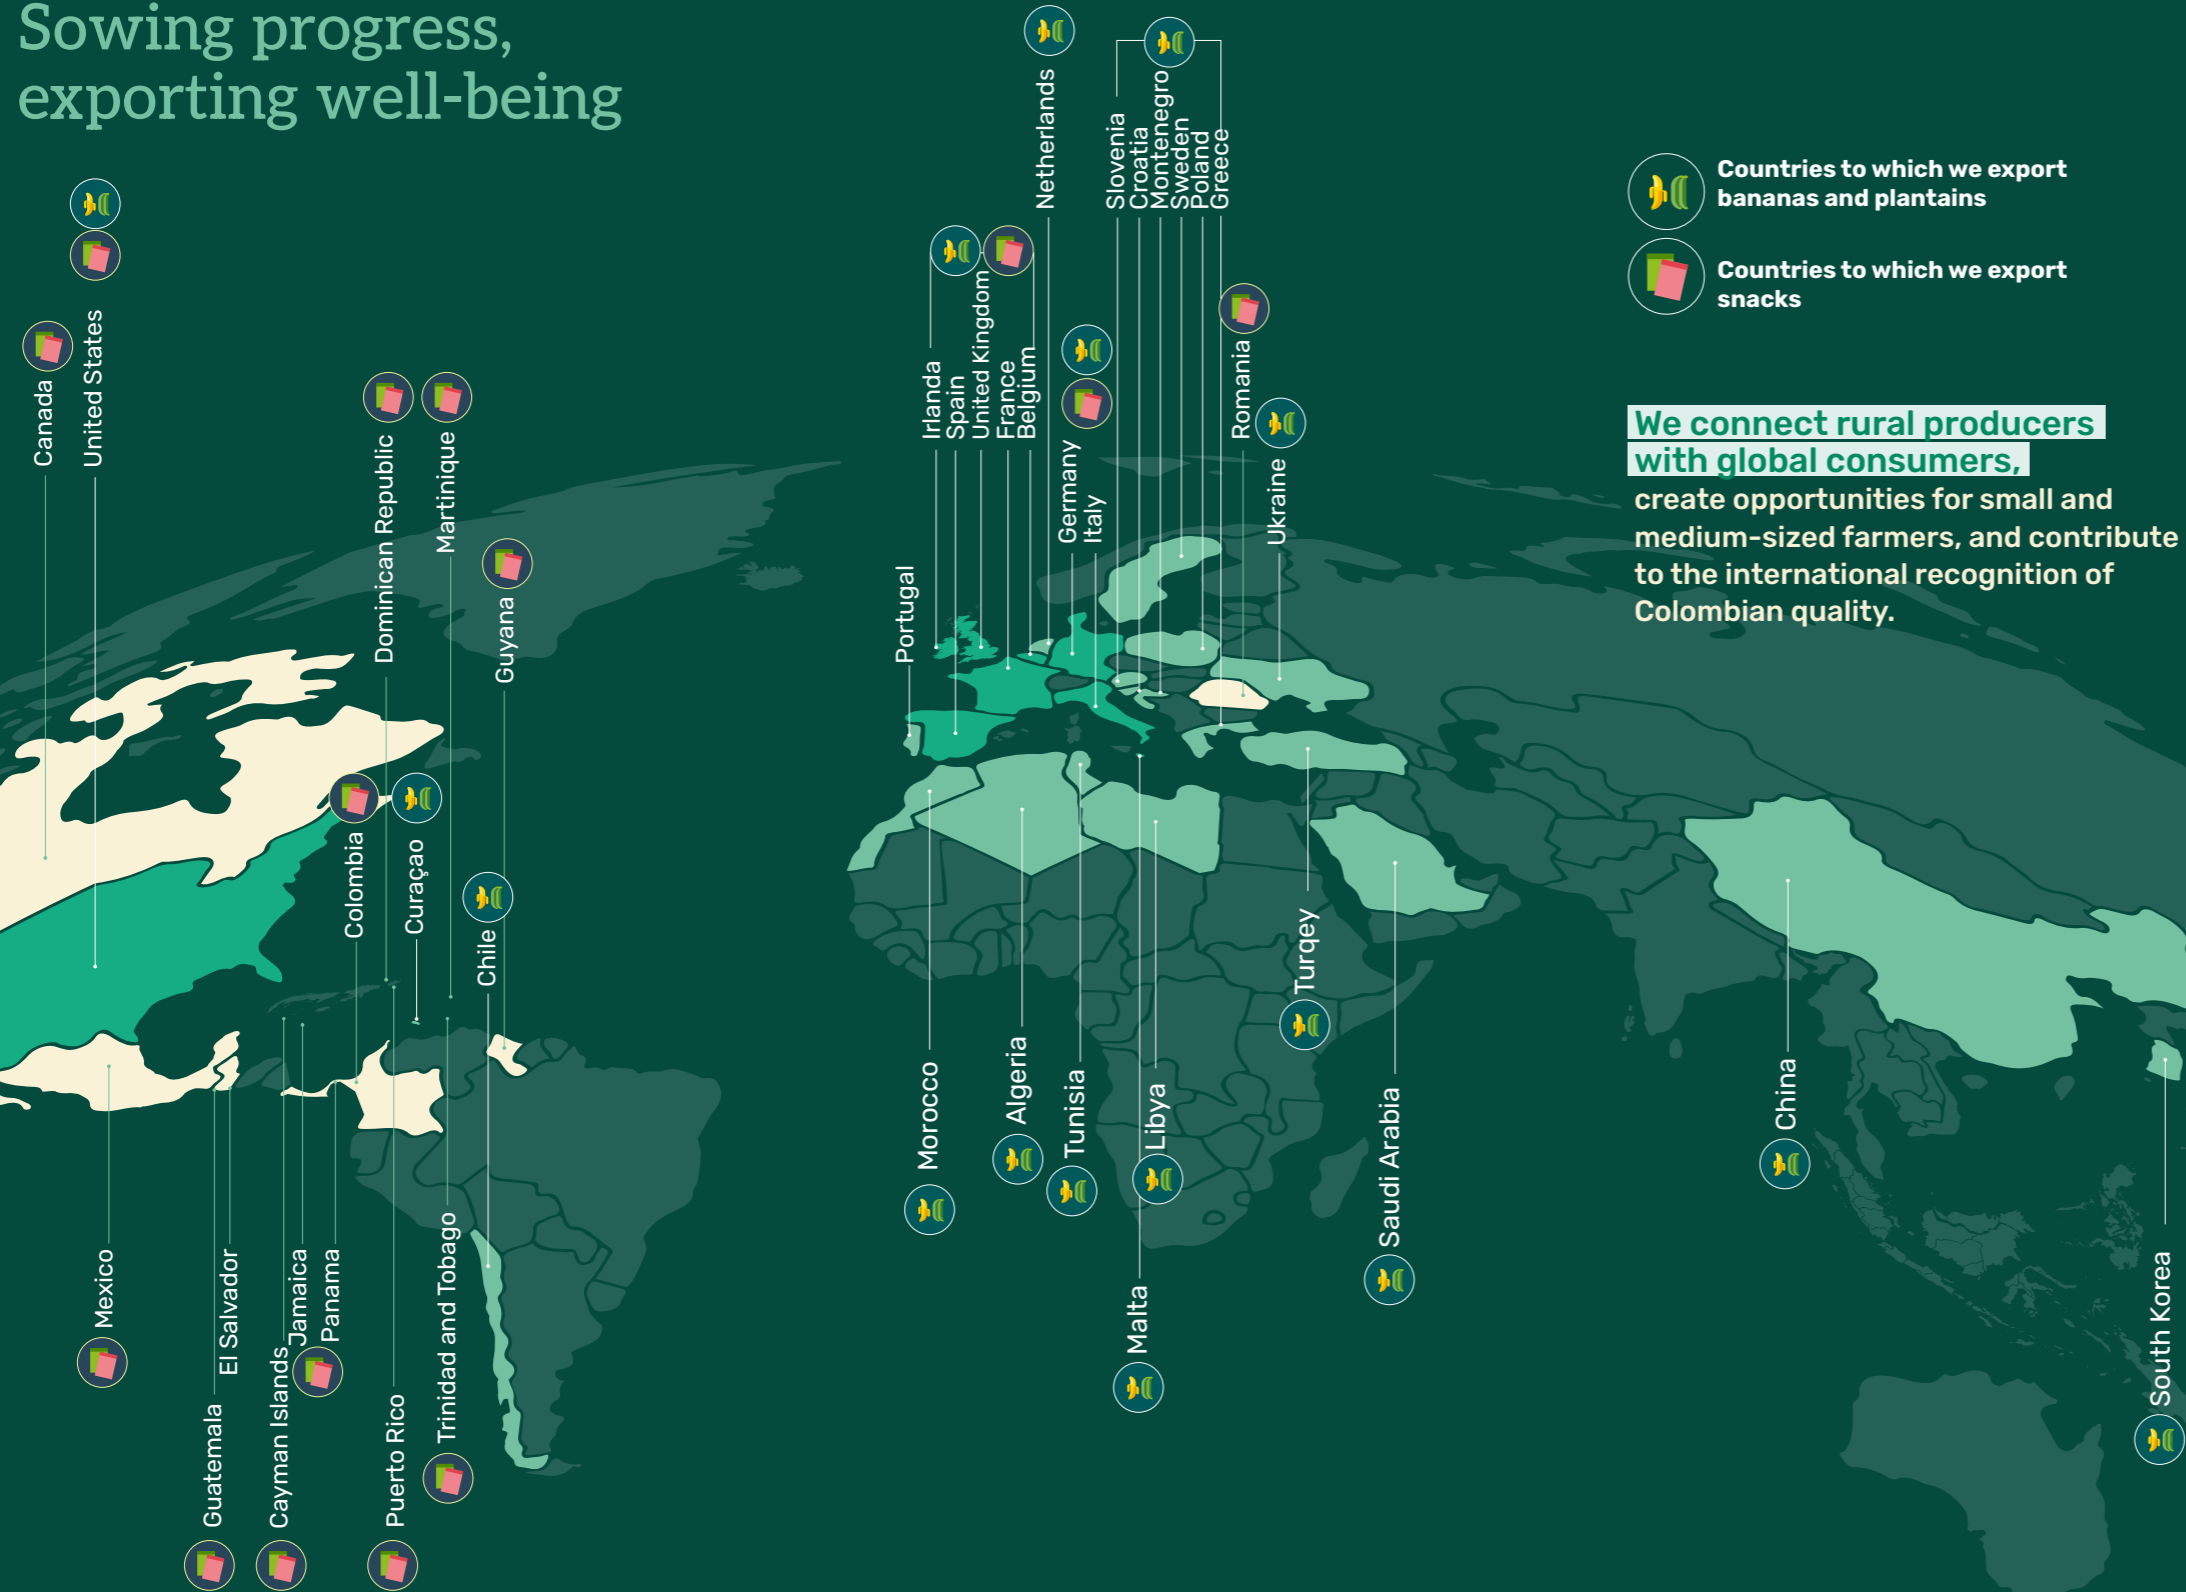 Sowing progress,
exporting well-being
Countries to which we export
bananas and plantains
Countries to which we export
snacks
We connect rural producers
with global consumers,
create opportunities for small and
medium-sized farmers, and contribute
to the international recognition of
Colombian quality.
Canada
United States
Dominican Republic
Martinique
Guyana
Colombia
Curaçao
Chile
Mexico
Guatemala
El Salvador
Cayman Islands
Jamaica
Panama
Puerto Rico
Trinidad and Tobago
Portugal
Irlanda
Spain
United Kingdom
France
Belgium
Netherlands
Germany
Italy
Slovenia
Croatia
Montenegro
Sweden
Poland
Greece
Romania
Ukraine
Morocco
Algeria
Tunisia
Libya
Malta
Turqey
Saudi Arabia
China
South Korea